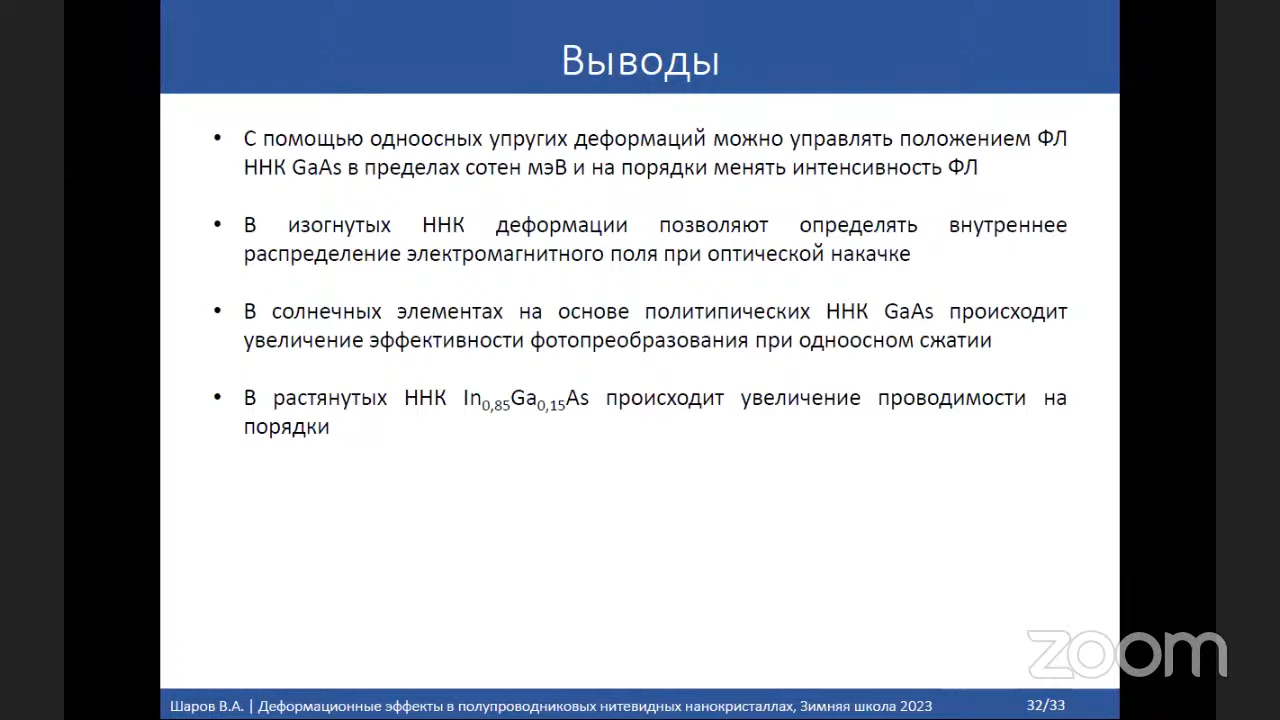 Выводы
• С помощью одноосных упругих деформаций можно управлять положением ФЛ
ННК GaAs в пределах сотен мэВ и на порядки менять интенсивность ФЛ
• В изогнутых ННК деформации позволяют определять внутреннее
распределение электромагнитного поля при оптической накачке
• В солнечных элементах на основе политипических ННК GaAs происходит
увеличение эффективности фотопреобразования при одноосном сжатии
• В растянутых ННК In0,85Ga0,15As происходит увеличение проводимости на
порядки
zoom
Шаров В.А. | Деформационные эффекты в полупроводниковых нитевидных нанокристаллах, Зимняя школа 2023 32/33